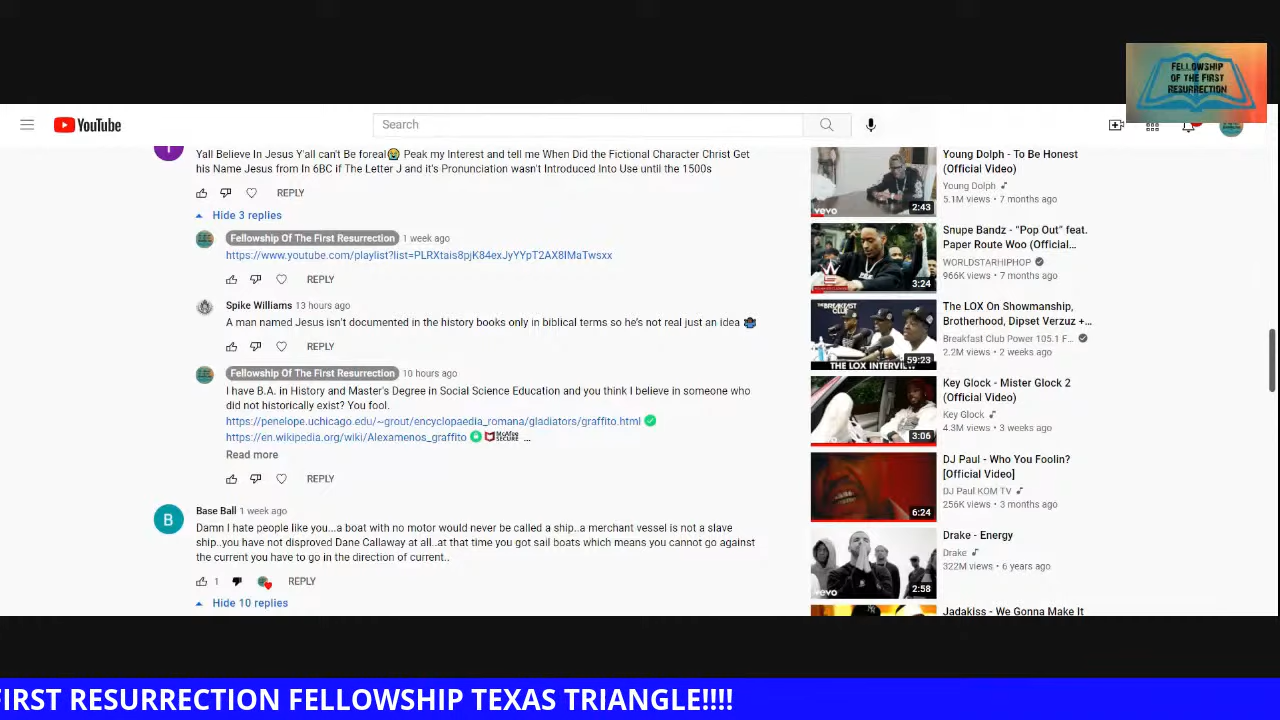 FELLOWSHIP
OF THE FIRST
RESURRECTION
YouTube
Search
Yall Believe In Jesus Y'all can't Be foreal😭 Peak my Interest and tell me When Did the Fictional Character Christ Get
his Name Jesus from In 6BC if The Letter J and it's Pronunciation wasn't Introduced Into Use until the 1500s
REPLY
Hide 3 replies
Fellowship Of The First Resurrection 1 week ago
https://www.youtube.com/playlist?list=PLRXtais8pjK84exJyYYpT2AX8IMaTwsxx
REPLY
Spike Williams 13 hours ago
A man named Jesus isn't documented in the history books only in biblical terms so he's not real just an idea
REPLY
Fellowship Of The First Resurrection 10 hours ago
I have B.A. in History and Master's Degree in Social Science Education and you think I believe in someone who
did not historically exist? You fool.
https://penelope.uchicago.edu/~grout/encyclopaedia_romana/gladiators/graffito.html
https://en.wikipedia.org/wiki/Alexamenos_graffito McAfee SECURE ...
Read more
REPLY
B
Base Ball 1 week ago
Damn I hate people like you...a boat with no motor would never be called a ship..a merchant vessel is not a slave
ship..you have not disproved Dane Callaway at all..at that time you got sail boats which means you cannot go against
the current you have to go in the direction of current..
1 REPLY
Hide 10 replies
vevo 2:43
Young Dolph - To Be Honest
(Official Video)
Young Dolph
5.1M views • 7 months ago
3:24
Snupe Bandz - “Pop Out” feat.
Paper Route Woo (Official...
WORLDSTARHIPHOP
966K views • 7 months ago
THE BREAKFAST CLUB
59:23
THE LOX INTERVIEW
The LOX On Showmanship,
Brotherhood, Dipset Verzuz +...
Breakfast Club Power 105.1 F...
2.2M views • 2 weeks ago
3:06
Key Glock - Mister Glock 2
(Official Video)
Key Glock
4.3M views • 3 weeks ago
6:24
DJ Paul - Who You Foolin?
[Official Video]
DJ Paul KOM TV
256K views • 3 months ago
vevo 2:58
Drake - Energy
Drake
322M views • 6 years ago
Jadakiss - We Gonna Make It
FIRST RESURRECTION FELLOWSHIP TEXAS TRIANGLE!!!!